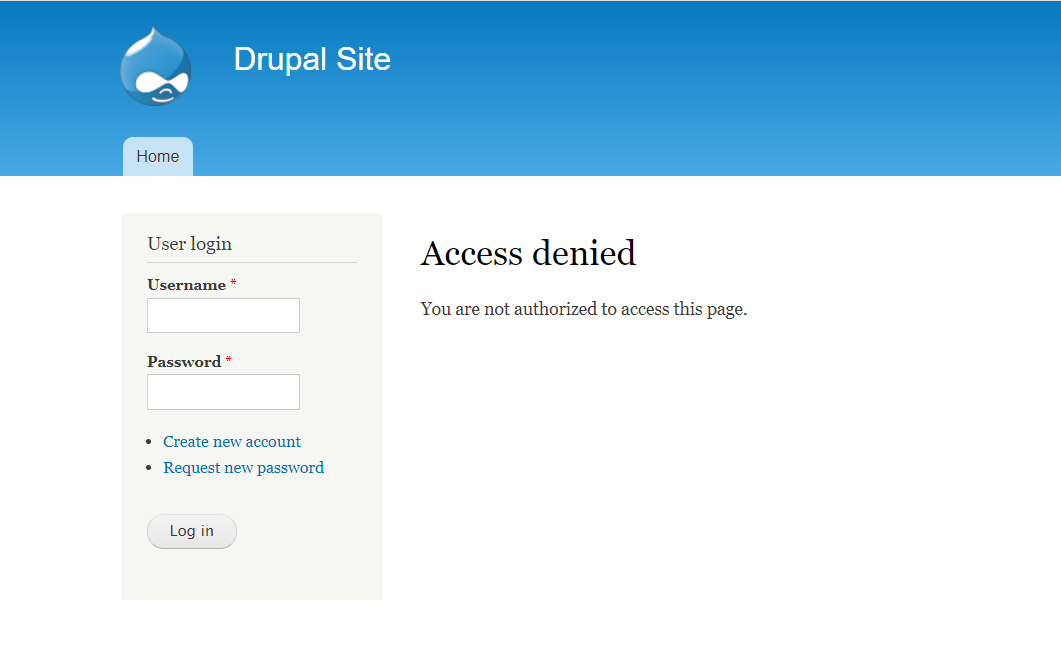 Drupal Site
Home
User login
Username *
Password *
Create new account
Request new password
Log in
Access denied
You are not authorized to access this page.